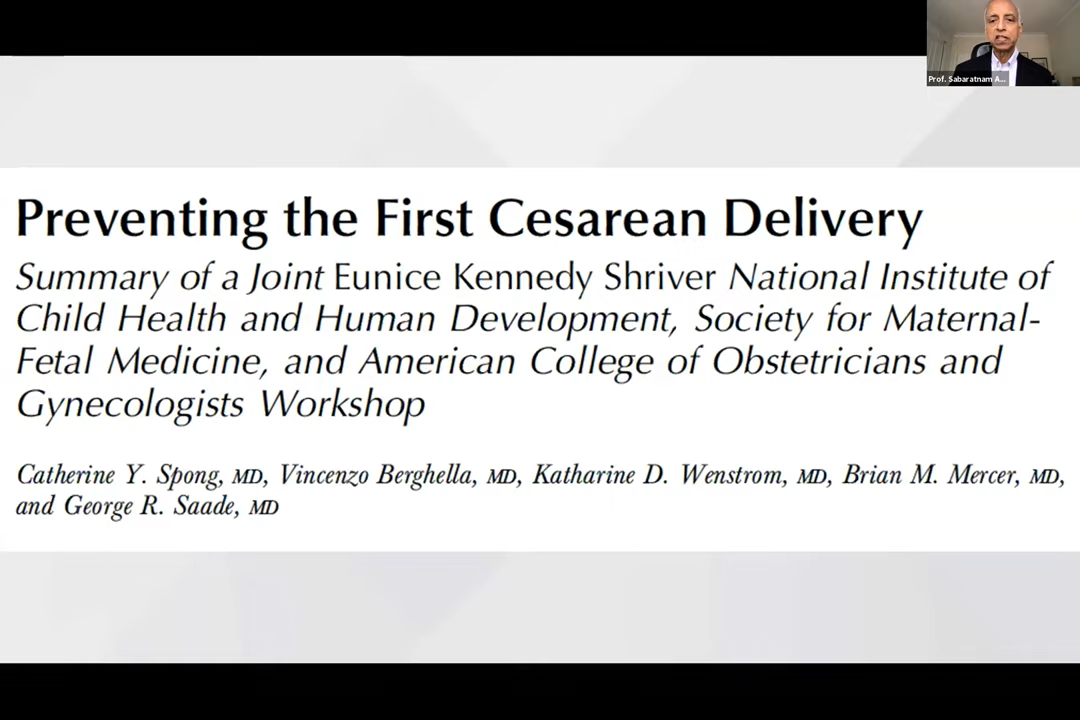 Prof. Sabaratnam A...
Preventing the First Cesarean Delivery
Summary of a Joint Eunice Kennedy Shriver National Institute of
Child Health and Human Development, Society for Maternal-
Fetal Medicine, and American College of Obstetricians and
Gynecologists Workshop
Catherine Y. Spong, MD, Vincenzo Berghella, MD, Katharine D. Wenstrom, MD, Brian M. Mercer, MD,
and George R. Saade, MD